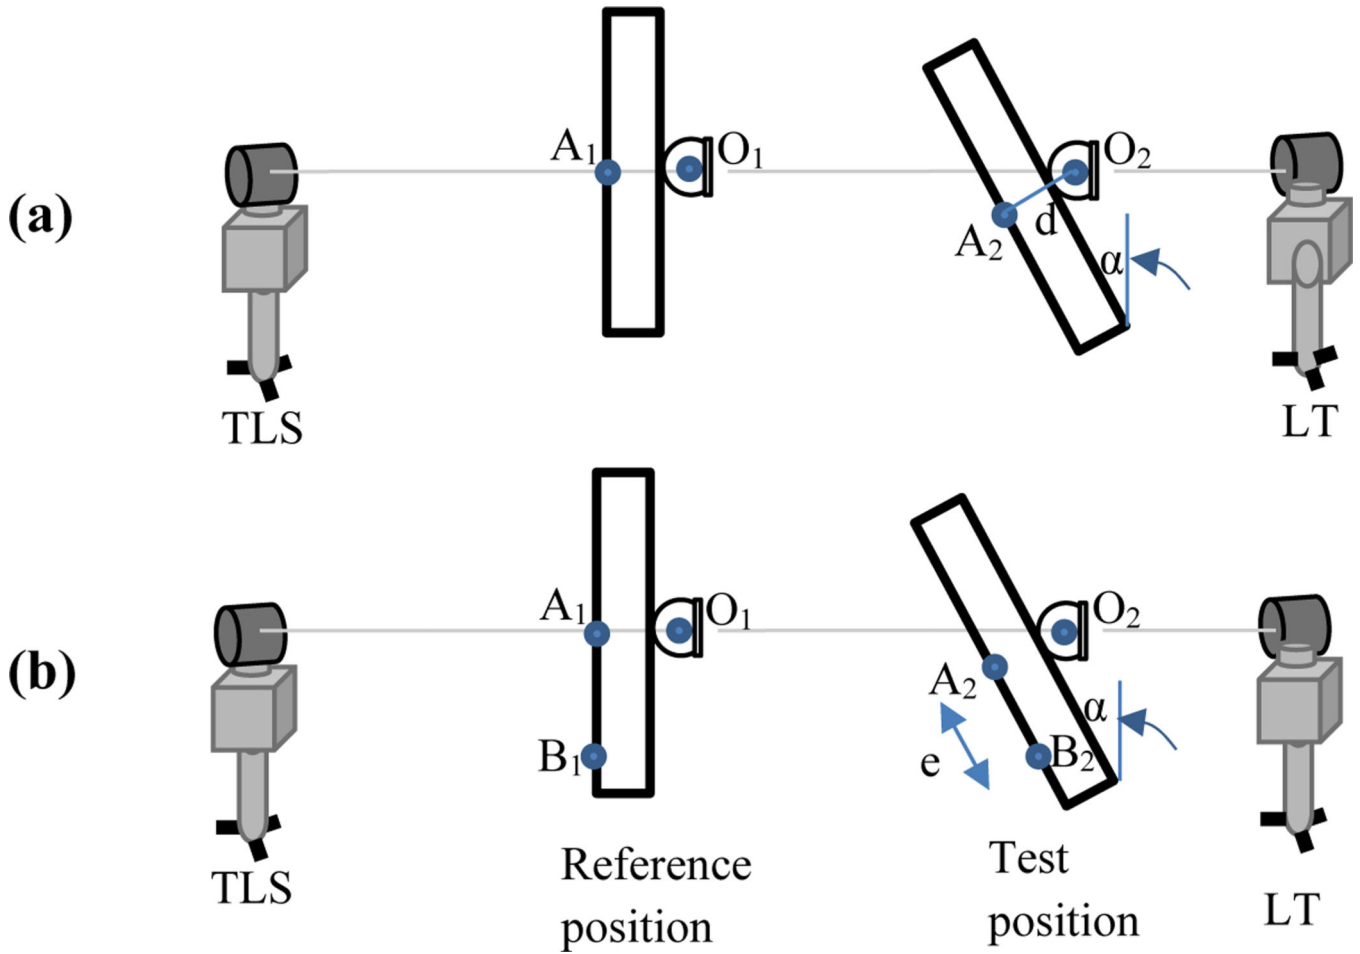 (a)
A₁
O₁
O₂
A₂
d
α
TLS
LT
(b)
A₁
O₁
O₂
B₁
A₂
e
B₂
α
TLS
Reference
position
Test
position
LT